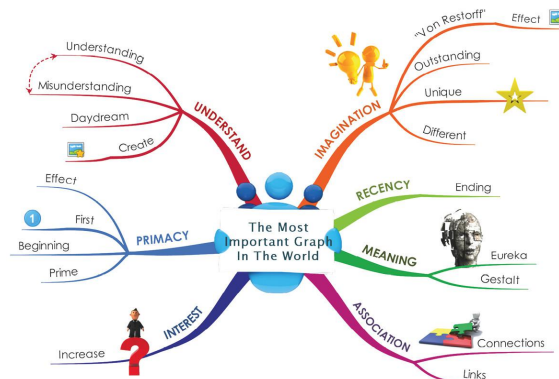 The Most
Important Graph
In The World
IMAGINATION
"Von Restorff"
Effect
Outstanding
Unique
Different
RECENCY
Ending
MEANING
Eureka
Gestalt
ASSOCIATION
Connections
Links
INTEREST
Increase
PRIMACY
Effect
1
First
Beginning
Prime
UNDERSTAND
Understanding
Misunderstanding
Daydream
Create